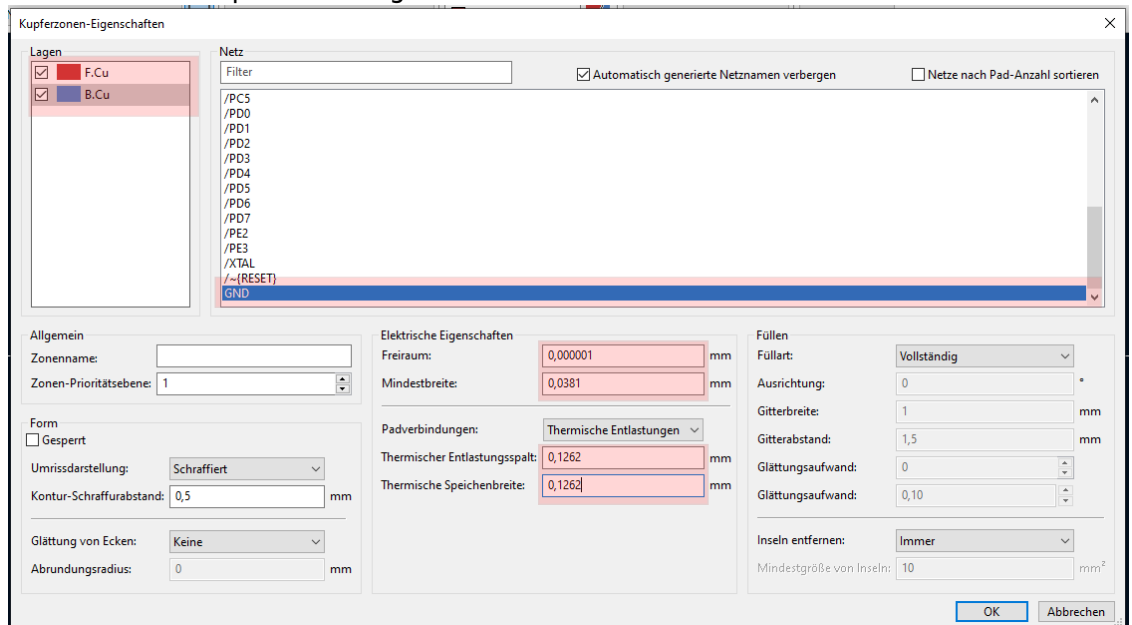 Kupferzonen-Eigenschaften
Lagen
F.Cu
B.Cu
Netz
Filter
Automatisch generierte Netznamen verbergen
Netze nach Pad-Anzahl sortieren
/PC5
/PD0
/PD1
/PD2
/PD3
/PD4
/PD5
/PD6
/PD7
/PE2
/PE3
/XTAL
/~{RESET}
GND
Allgemein
Zonenname:
Zonen-Prioritätsebene: 1
Form
Gesperrt
Umrissdarstellung: Schraffiert
Kontur-Schraffurabstand: 0,5 mm
Glättung von Ecken: Keine
Abrundungsradius: 0 mm
Elektrische Eigenschaften
Freiraum: 0,000001 mm
Mindestbreite: 0,0381 mm
Padverbindungen: Thermische Entlastungen
Thermischer Entlastungsspalt: 0,1262 mm
Thermische Speichenbreite: 0,1262 mm
Füllen
Füllart: Vollständig
Ausrichtung: 0 °
Gitterbreite: 1 mm
Gitterabstand: 1,5 mm
Glättungsaufwand: 0
Glättungsaufwand: 0,10
Inseln entfernen: Immer
Mindestgröße von Inseln: 10 mm²
OK
Abbrechen